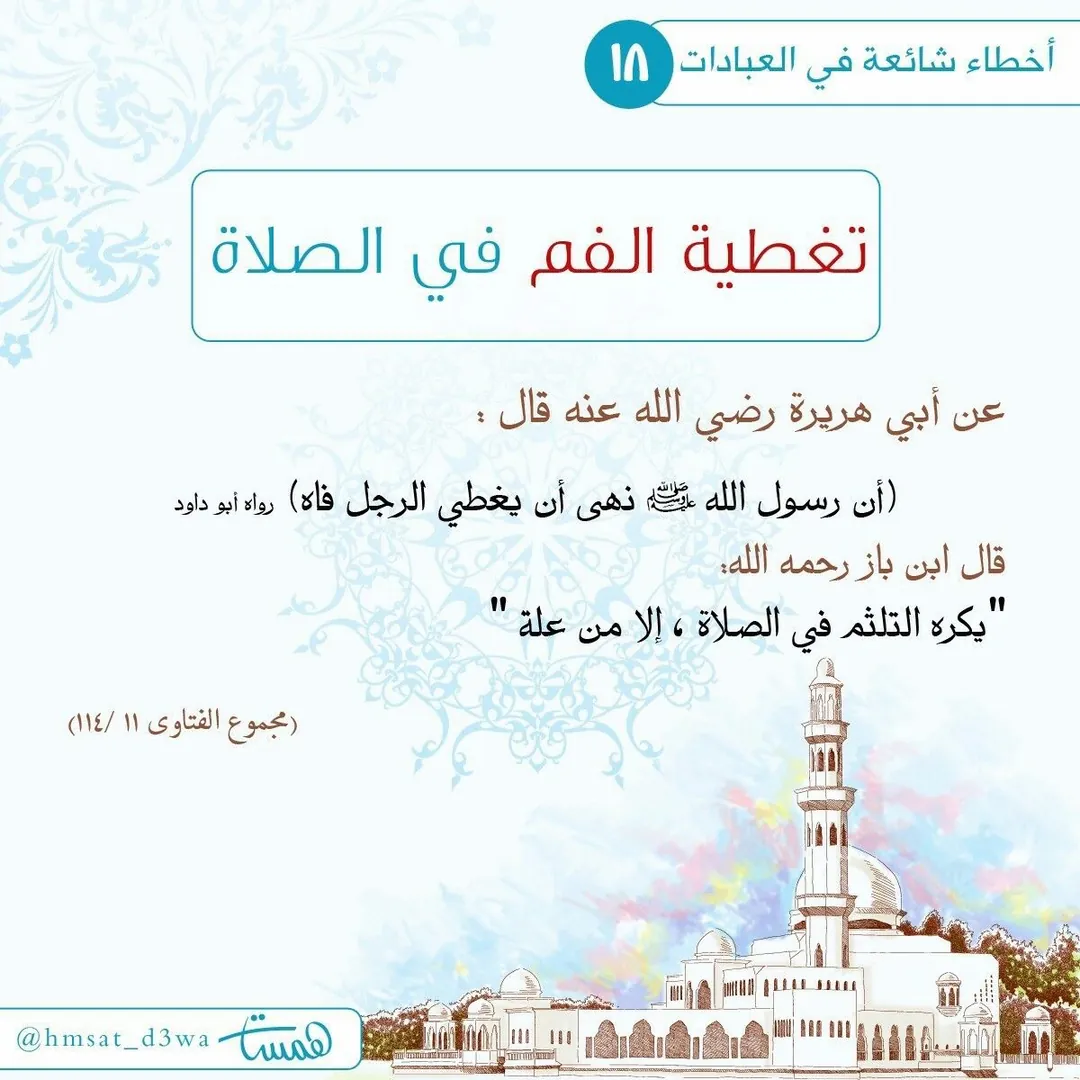 أخطاء شائعة في العبادات
١٨
تغطية الفم في الصلاة
عن أبي هريرة رضي الله عنه قال :
(أن رسول الله ﷺ نهى أن يغطي الرجل فاه) رواه أبو داود
قال ابن باز رحمه الله:
"يكره التلثم في الصلاة ، إلا من علة "
(مجموع الفتاوى ١١ /١١٤)
@hmsat_d3wa همسات